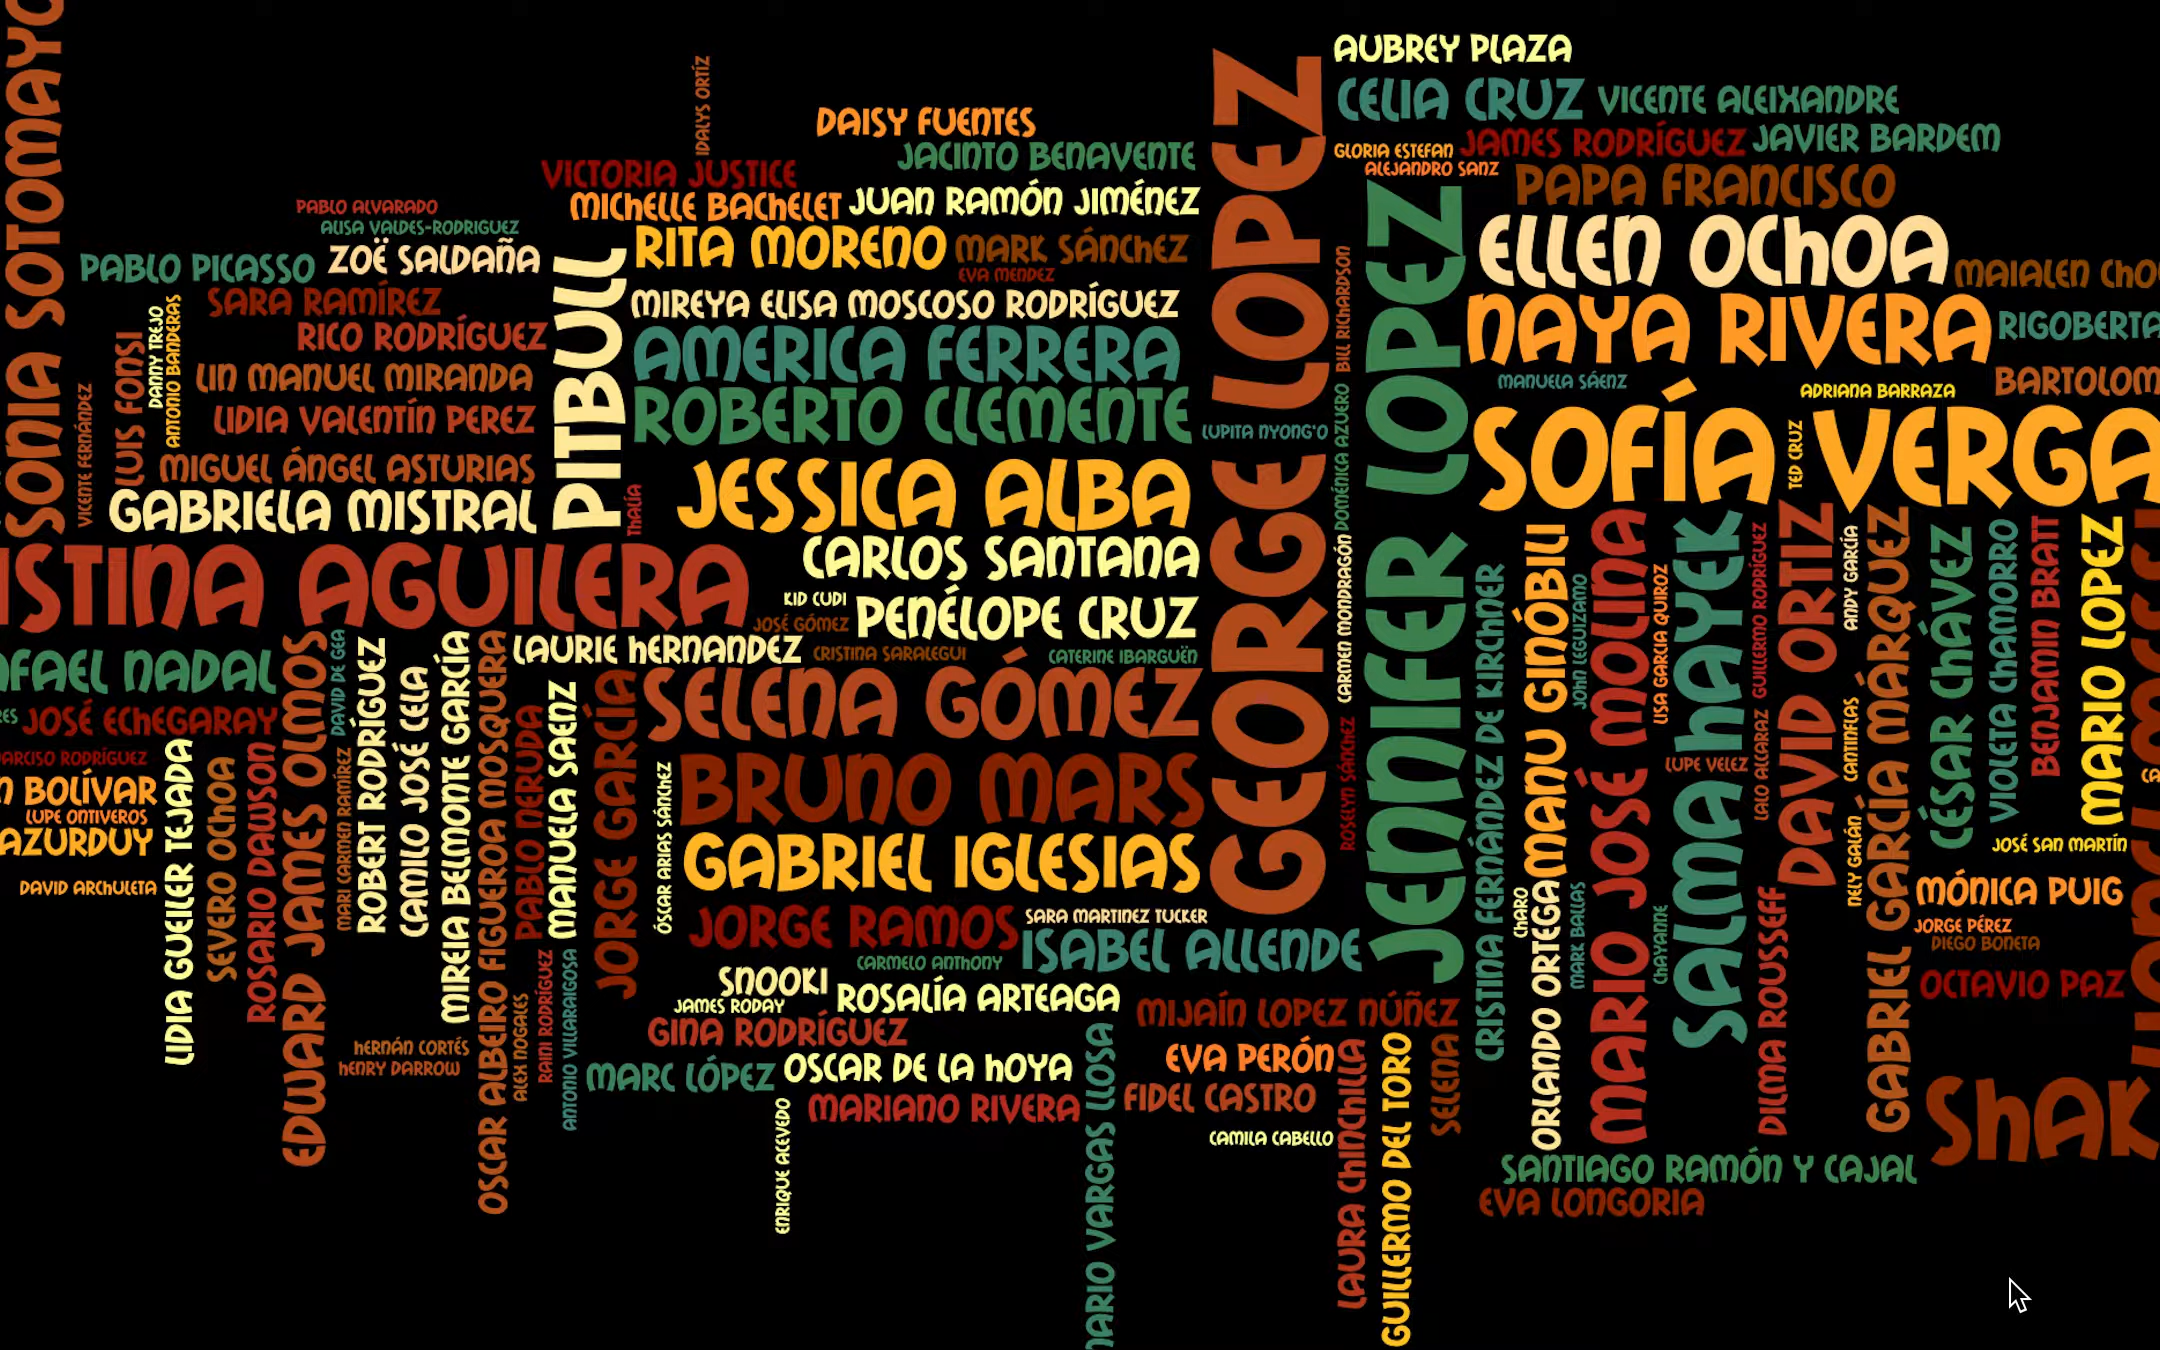 SONIA SOTOMAYO
IDALYS ORTÍZ
DAISY FUENTES
JACINTO BENAVENTE
VICTORIA JUSTICE
MICHELLE BACHELET
JUAN RAMÓN JIMÉNEZ
PABLO ALVARADO
ALISA VALDES-RODRIGUEZ
PABLO PICASSO
ZOË SALDAÑA
RITA MORENO
MARK SÁNCHEZ
EVA MENDEZ
SARA RAMÍREZ
RICO RODRÍGUEZ
PITBULL
MIREYA ELISA MOSCOSO RODRÍGUEZ
AMERICA FERRERA
ROBERTO CLEMENTE
VICENTE FERNÁNDEZ
LUIS FONSI
DANNY TREJO
ANTONIO BANDERAS
LIN MANUEL MIRANDA
LIDIA VALENTÍN PEREZ
MIGUEL ÁNGEL ASTURIAS
GABRIELA MISTRAL
THALÍA
JESSICA ALBA
CARLOS SANTANA
ISTINA AGUILERA
KID CUDI
JOSÉ GÓMEZ
PENÉLOPE CRUZ
LAURIE HERNANDEZ
CRISTINA SARALEGUI
CATERINE IBARGUËN
AFAEL NADAL
RES
JOSÉ ECHEGARAY
ARCISO RODRÍGUEZ
N BOLÍVAR
LUPE ONTIVEROS
AZURDUY
DAVID ARCHULETA
LIDIA GUEILER TEJADA
SEVERO OCHOA
ROSARIO DAWSON
EDWARD JAMES OLMOS
DAVID DE GEA
MARI CARMEN RAMÍREZ
ROBERT RODRÍGUEZ
CAMILO JOSÉ CELA
MIREIA BELMONTE GARCÍA
OSCAR ALBEIRO FIGUEROA MOSQUERA
PABLO NERUDA
MANUELA SAENZ
JORGE GARCÍA
HERNÁN CORTÉS
HENRY DARROW
ALEX NOGALES
RAINI RODRÍGUEZ
ANTONIO VILLARAIGOSA
SELENA GÓMEZ
BRUNO MARS
ÓSCAR ARIAS SÁNCHEZ
GABRIEL IGLESIAS
JORGE RAMOS
SARA MARTINEZ TUCKER
ISABEL ALLENDE
CARMELO ANTHONY
SNOOKI
JAMES RODAY
ROSALÍA ARTEAGA
MIJAÍN LOPEZ NÚÑEZ
GINA RODRÍGUEZ
MARC LÓPEZ
OSCAR DE LA HOYA
EVA PERÓN
MARIANO RIVERA
FIDEL CASTRO
ENRIQUE ACEVEDO
MARIO VARGAS LLOSA
CAMILA CABELLO
LAURA CHINCHILLA
GUILLERMO DEL TORO
SELENA
GEORGE LOPEZ
AUBREY PLAZA
CELIA CRUZ
VICENTE ALEIXANDRE
GLORIA ESTEFAN
JAMES RODRÍGUEZ
JAVIER BARDEM
ALEJANDRO SANZ
PAPA FRANCISCO
BILL RICHARDSON
LUPITA NYONG'O
DOMÉNICA AZUERO
CARMEN MONDRAGÓN
ROSELYN SÁNCHEZ
JENNIFER LOPEZ
ELLEN OCHOA
MAIALEN CHO
NAYA RIVERA
RIGOBERTA
MANUELA SÁENZ
ADRIANA BARRAZA
BARTOLOM
SOFÍA VERGA
TED CRUZ
CRISTINA FERNÁNDEZ DE KIRCHNER
MANU GINÓBILI
CHARO
ORLANDO ORTEGA
JOHN LEGUIZAMO
MARK BALLAS
MARIO JOSÉ MOLINA
LISA GARCIA QUIROZ
CHAYANNE
SALMA HAYEK
LUPE VELEZ
GUILLERMO RODRÍGUEZ
LALO ALCARAZ
DILMA ROUSSEFF
DAVID ORTIZ
ANDY GARCÍA
CANTINFLAS
NELY GALÁN
GABRIEL GARCÍA MÁRQUEZ
CÉSAR CHÁVEZ
VIOLETA CHAMORRO
BENJAMIN BRATT
MARIO LOPEZ
JOSÉ SAN MARTÍN
MÓNICA PUIG
JORGE PÉREZ
DIEGO BONETA
OCTAVIO PAZ
SHAK
SANTIAGO RAMÓN Y CAJAL
EVA LONGORIA